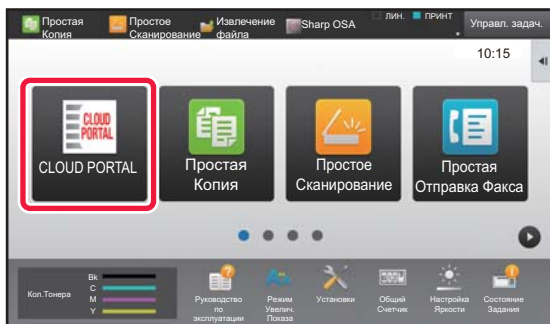 Простая
Копия
Простое
Сканирование
Извлечение
файла
Sharp OSA
ЛИН.
ПРИНТ
Управл. задач.
10:15
CLOUD
PORTAL
CLOUD PORTAL
Простая
Копия
Простое
Сканирование
Простая
Отправка Факса
Кол.Тонера
Bk
C
M
Y
Руководство
по
эксплуатации
Режим
Увелич.
Показа
Установки
Общий
Счетчик
Настройка
Яркости
Состояние
Задания